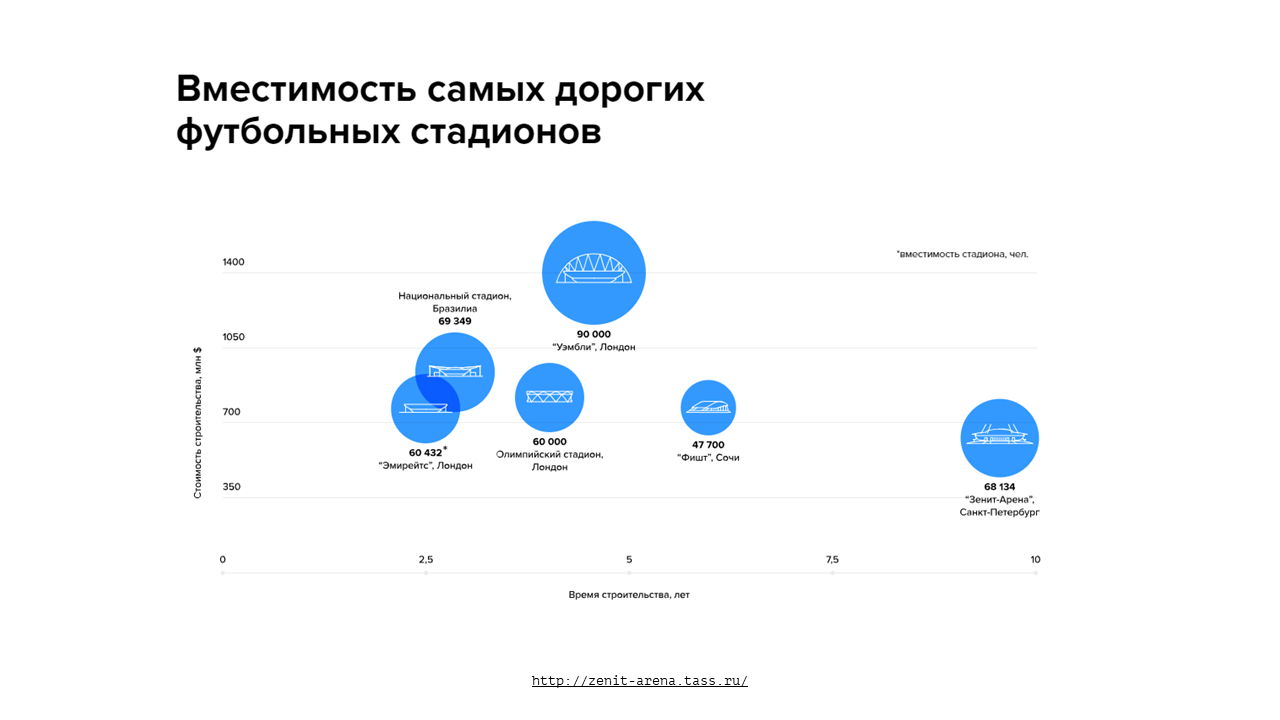 Вместимость самых дорогих
футбольных стадионов
*вместимость стадиона, чел.
1400
Национальный стадион,
Бразилиа
69 349
90 000
“Уэмбли”, Лондон
1050
Стоимость строительства, млн $
700
60 432*
“Эмирейтс”, Лондон
60 000
Олимпийский стадион,
Лондон
47 700
“Фишт”, Сочи
68 134
“Зенит-Арена”,
Санкт-Петербург
350
0
2,5
5
7,5
10
Время строительства, лет
http://zenit-arena.tass.ru/